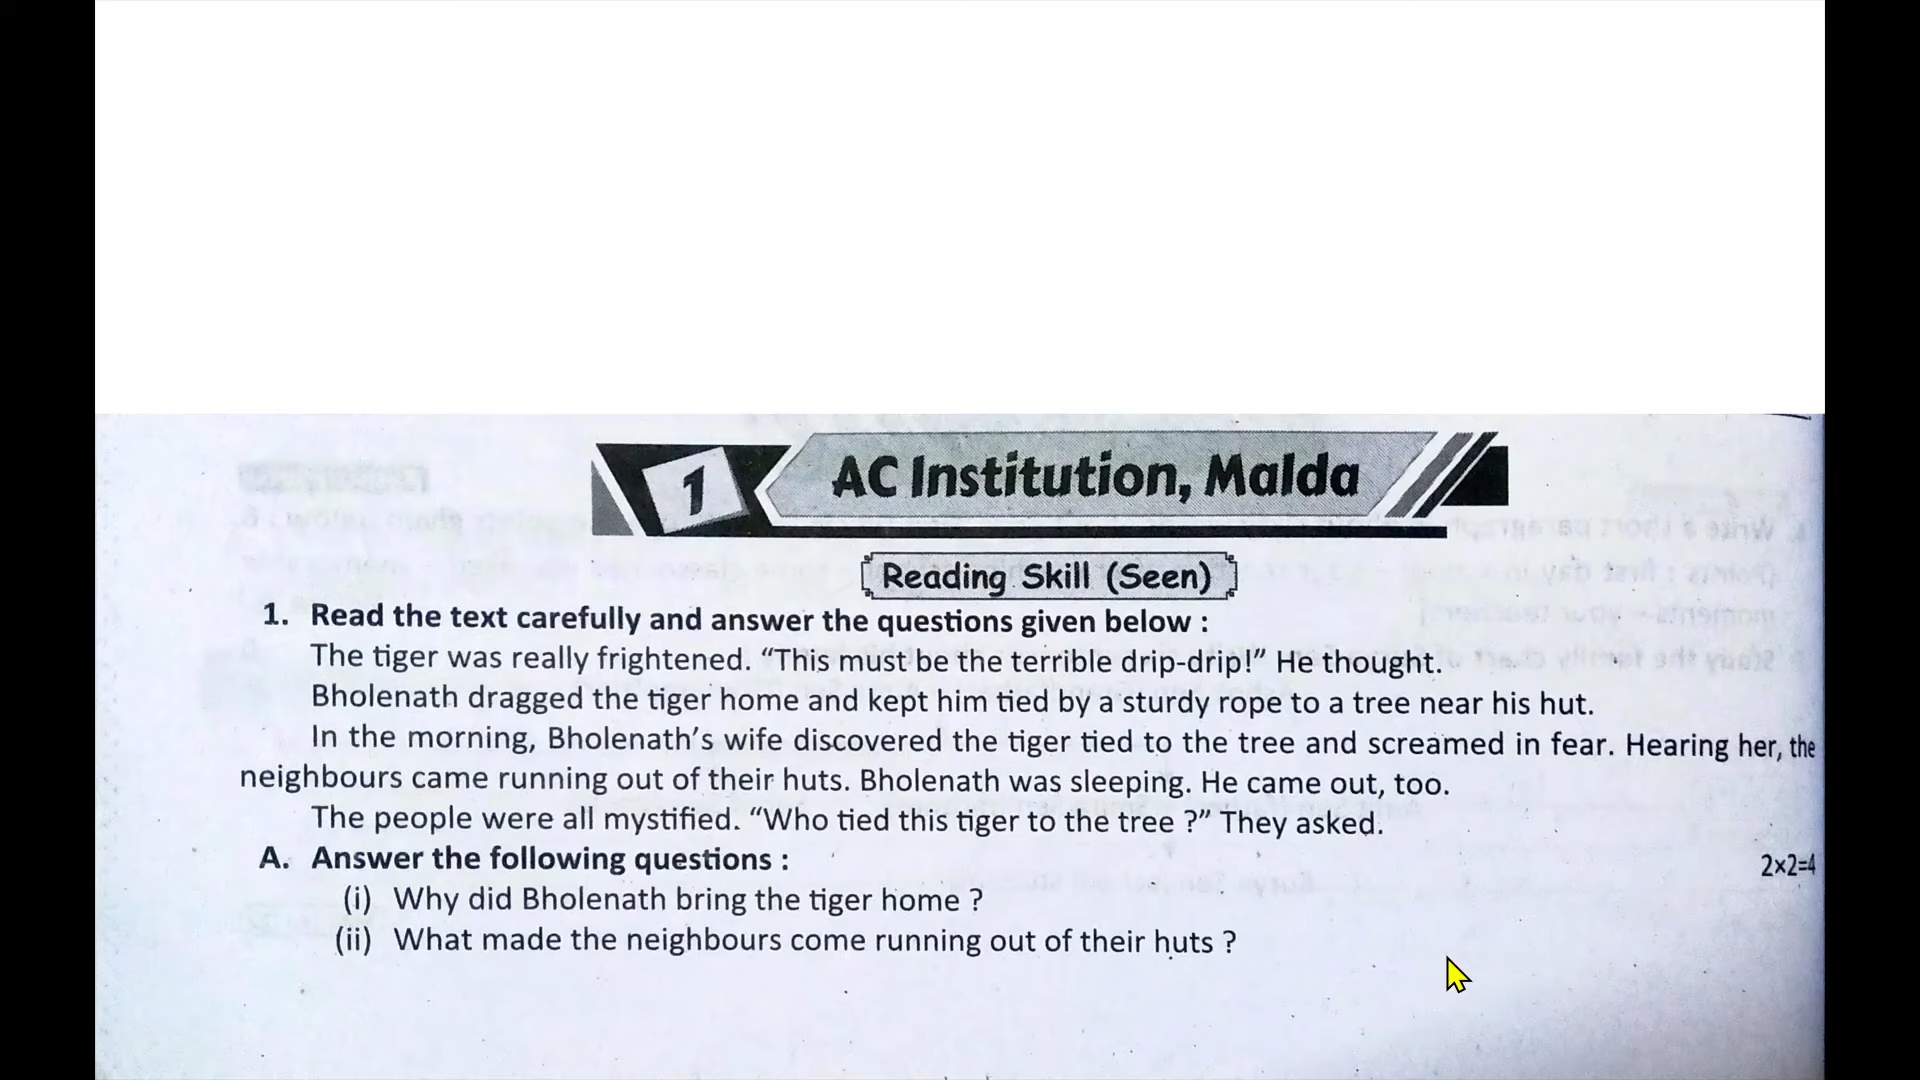 1
AC Institution, Malda
Reading Skill (Seen)
1. Read the text carefully and answer the questions given below :
The tiger was really frightened. “This must be the terrible drip-drip!” He thought.
Bholenath dragged the tiger home and kept him tied by a sturdy rope to a tree near his hut.
In the morning, Bholenath’s wife discovered the tiger tied to the tree and screamed in fear. Hearing her, the
neighbours came running out of their huts. Bholenath was sleeping. He came out, too.
The people were all mystified. “Who tied this tiger to the tree ?” They asked.
A. Answer the following questions : 2x2=4
(i) Why did Bholenath bring the tiger home ?
(ii) What made the neighbours come running out of their huts ?